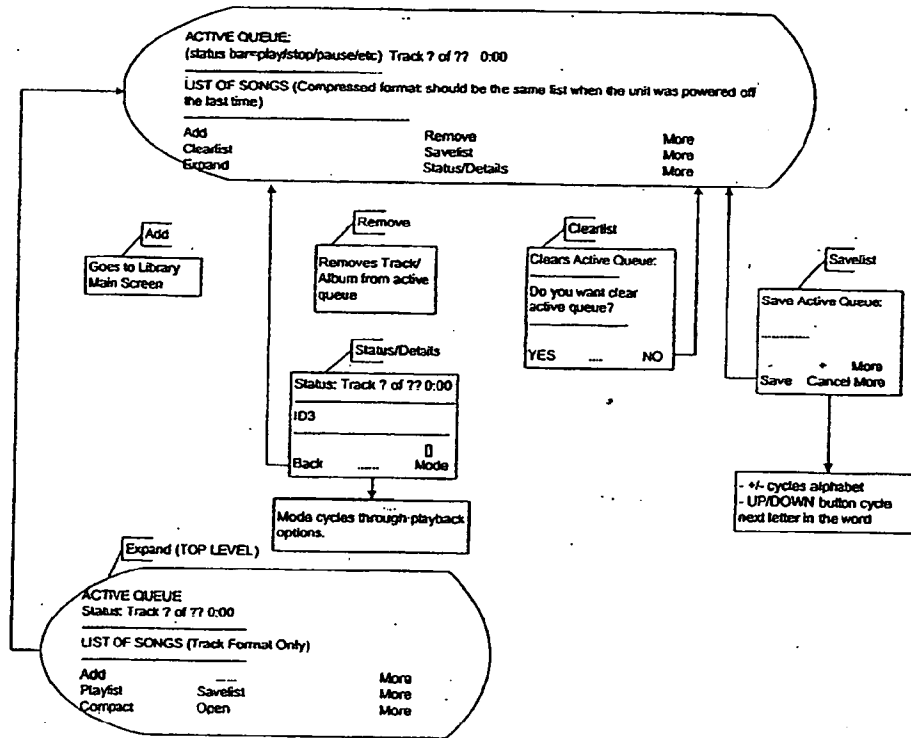 ACTIVE QUEUE:
(status bar=play/stop/pause/etc) Track ? of ?? 0:00
LIST OF SONGS (Compressed format: should be the same list when the unit was powered off
the last time)
Add Remove More
Clearlist Savelist More
Expand Status/Details More
Add
Goes to Library
Main Screen
Remove
Removes Track/
Album from active
queue
Clearlist
Clears Active Queue:
Do you want clear
active queue?
YES .... NO
Savelist
Save Active Queue:
- + More
Save Cancel More
- +/- cycles alphabet
- UP/DOWN button cycle
next letter in the word
Status/Details
Status: Track ? of ?? 0:00
ID3
Back ...... Mode
Mode cycles through playback
options.
Expand (TOP LEVEL)
ACTIVE QUEUE
Status: Track ? of ?? 0:00
LIST OF SONGS (Track Format Only)
Add ..... More
Playlist Savelist More
Compact Open More